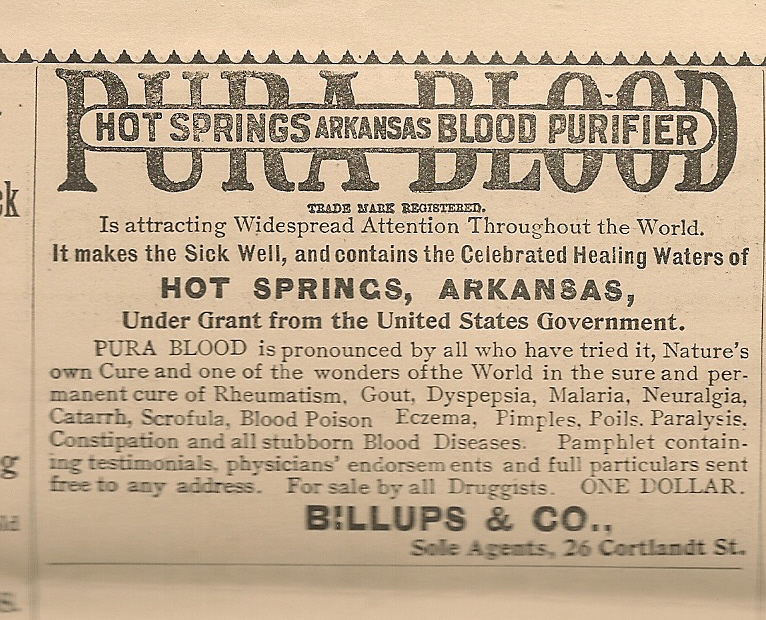 PURA BLOOD
HOT SPRINGS ARKANSAS BLOOD PURIFIER
TRADE MARK REGISTERED.
Is attracting Widespread Attention Throughout the World.
It makes the Sick Well, and contains the Celebrated Healing Waters of
HOT SPRINGS, ARKANSAS,
Under Grant from the United States Government.
PURA BLOOD is pronounced by all who have tried it, Nature's
own Cure and one of the wonders of the World in the sure and per-
manent cure of Rheumatism, Gout, Dyspepsia, Malaria, Neuralgia,
Catarrh, Scrofula, Blood Poison Eczema, Pimples, Poils. Paralysis.
Constipation and all stubborn Blood Diseases. Pamphlet contain-
ing testimonials, physicians' endorsements and full particulars sent
free to any address. For sale by all Druggists. ONE DOLLAR.
BILLUPS & CO.,
Sole Agents, 26 Cortlandt St.